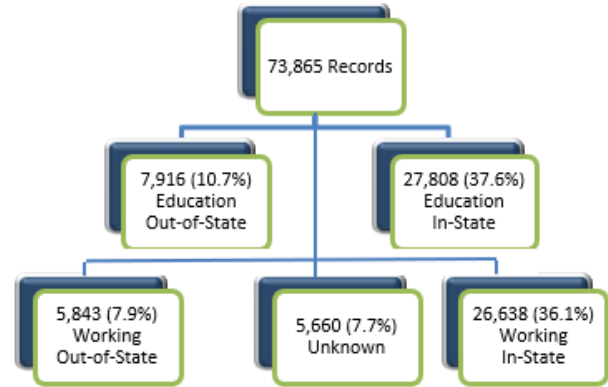 73,865 Records
7,916 (10.7%)
Education
Out-of-State
27,808 (37.6%)
Education
In-State
5,843 (7.9%)
Working
Out-of-State
5,660 (7.7%)
Unknown
26,638 (36.1%)
Working
In-State